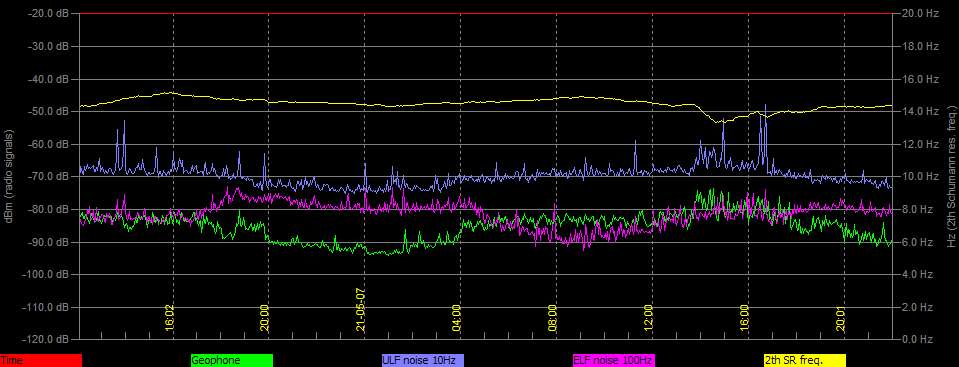 -20.0 dB
-30.0 dB
-40.0 dB
-50.0 dB
-60.0 dB
-70.0 dB
-80.0 dB
-90.0 dB
-100.0 dB
-110.0 dB
-120.0 dB
dBm (radio signals)
20.0 Hz
18.0 Hz
16.0 Hz
14.0 Hz
12.0 Hz
10.0 Hz
8.0 Hz
6.0 Hz
4.0 Hz
2.0 Hz
0.0 Hz
Hz (2th Schumann res. freq.)
16:02
20:00
21-05-07
04:00
08:00
12:00
16:00
20:01
Time
Geophone
ULF noise 10Hz
ELF noise 100Hz
2th SR freq.